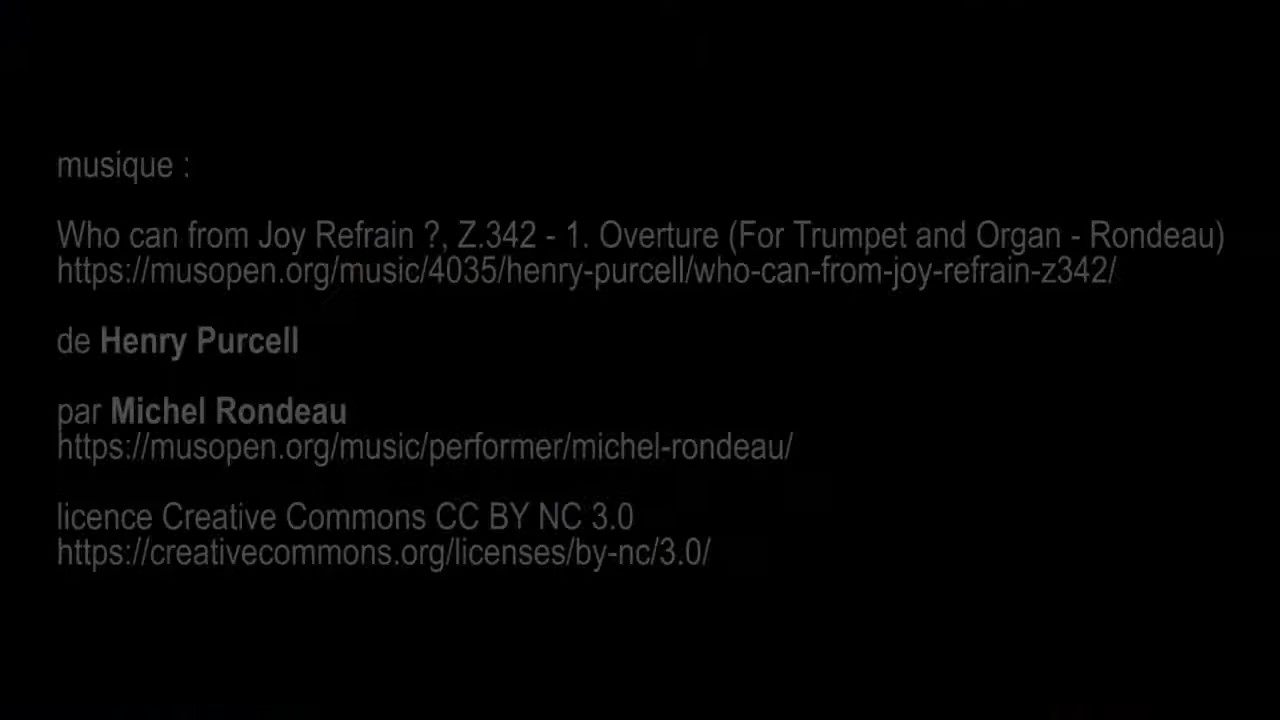 musique :
Who can from Joy Refrain ?, Z.342 - 1. Overture (For Trumpet and Organ - Rondeau)
https://musopen.org/music/4035/henry-purcell/who-can-from-joy-refrain-z342/
de Henry Purcell
par Michel Rondeau
https://musopen.org/music/performer/michel-rondeau/
licence Creative Commons CC BY NC 3.0
https://creativecommons.org/licenses/by-nc/3.0/